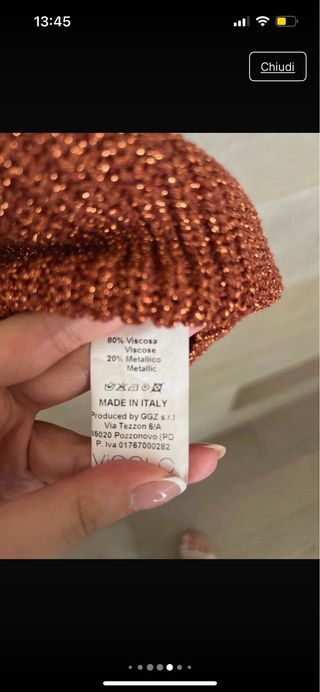 13:45
Chiudi
80% Viscosa
Viscose
20% Metallico
Metallic
MADE IN ITALY
Produced by GGZ s.r.l
Via Tezzon 6/A
35020 Pozzonovo (PD
P. Iva 01767000282
ViCOLO